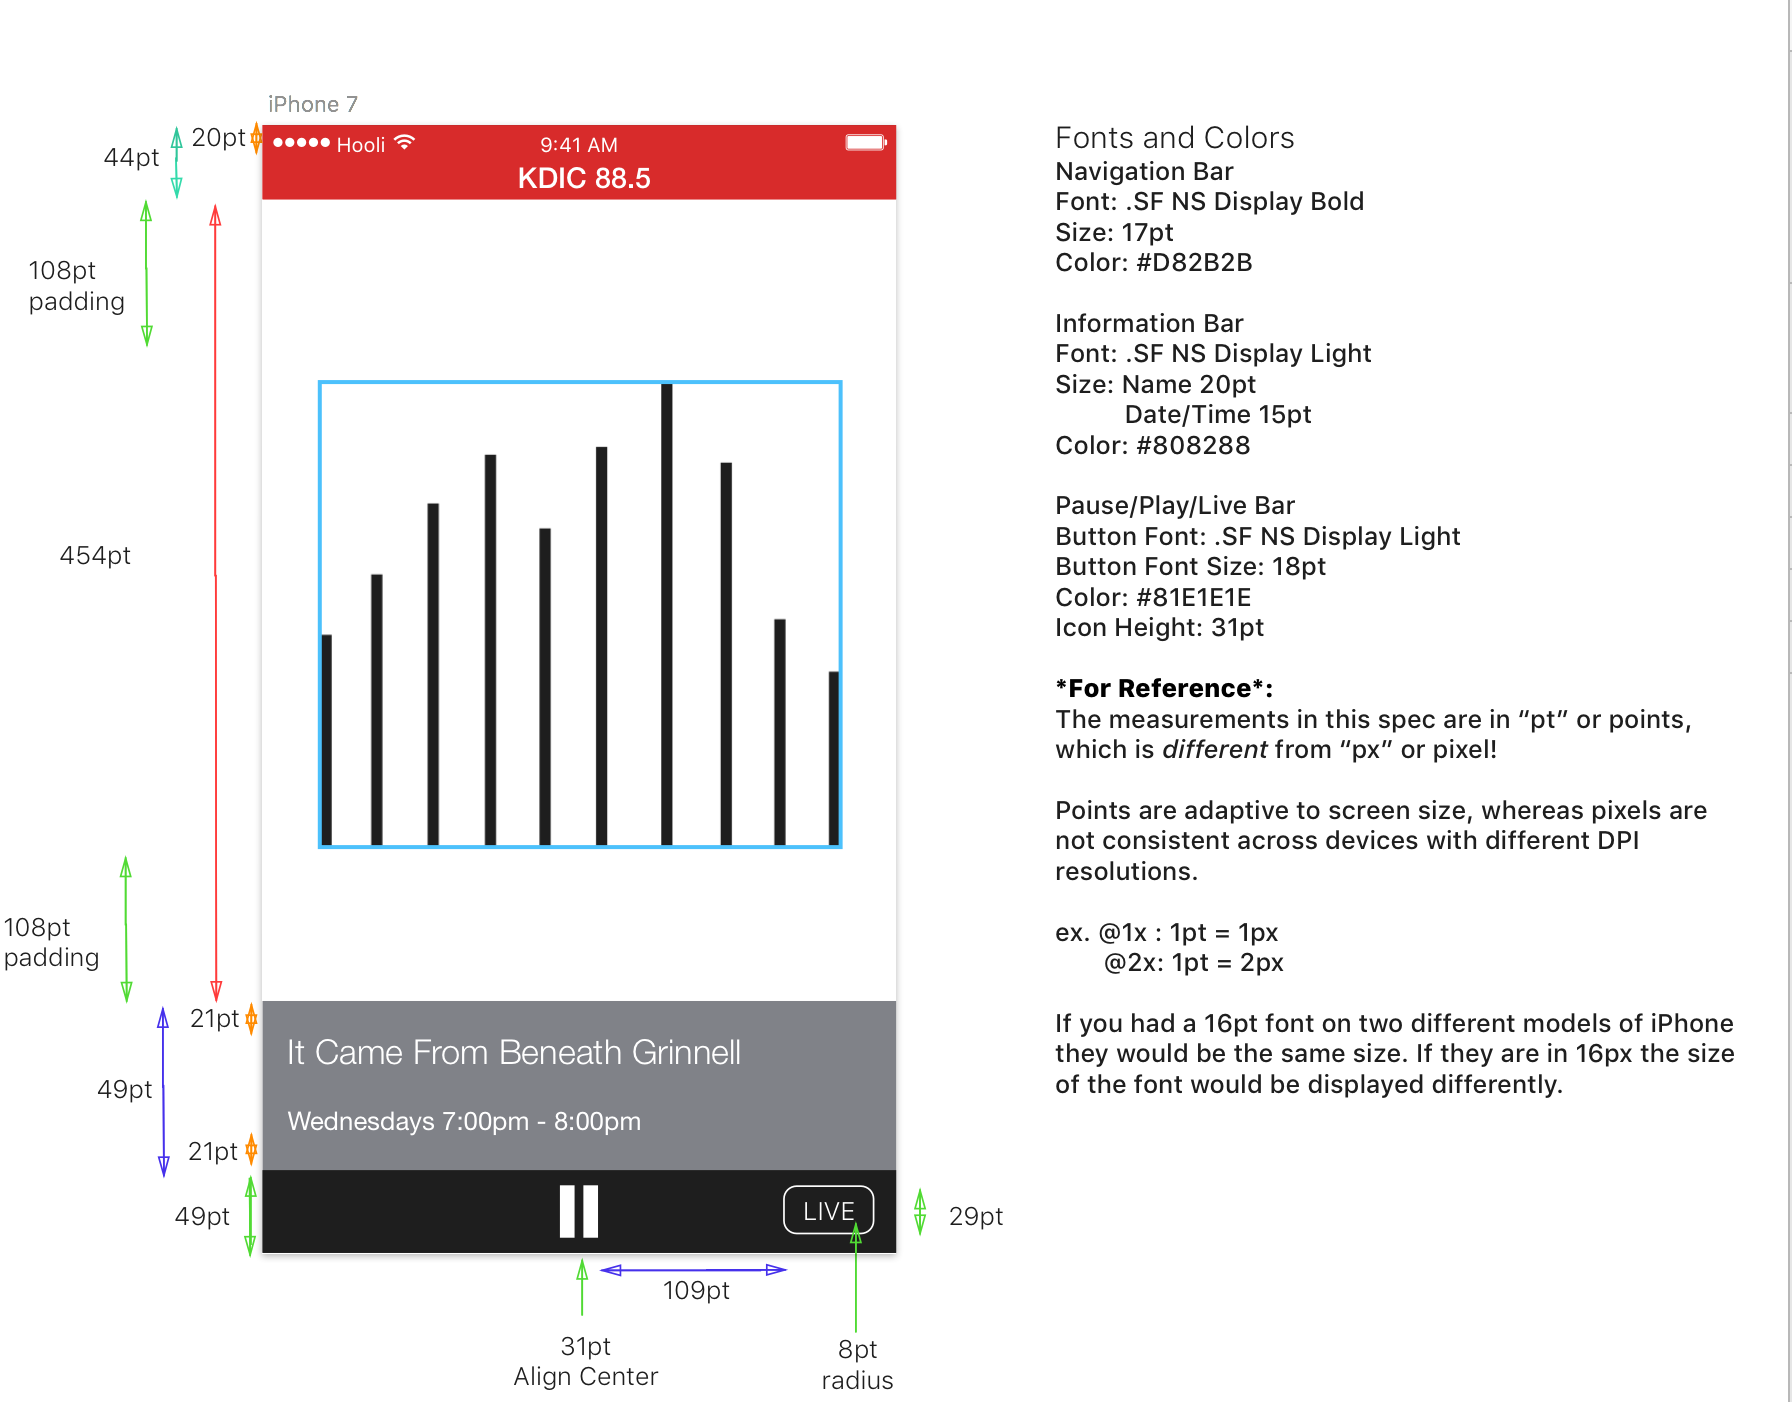 iPhone 7
20pt
44pt
Hooli
9:41 AM
KDIC 88.5
108pt
padding
454pt
108pt
padding
21pt
49pt
21pt
49pt
It Came From Beneath Grinnell
Wednesdays 7:00pm - 8:00pm
LIVE
29pt
109pt
31pt
Align Center
8pt
radius
Fonts and Colors
Navigation Bar
Font: .SF NS Display Bold
Size: 17pt
Color: #D82B2B
Information Bar
Font: .SF NS Display Light
Size: Name 20pt
Date/Time 15pt
Color: #808288
Pause/Play/Live Bar
Button Font: .SF NS Display Light
Button Font Size: 18pt
Color: #81E1E1E
Icon Height: 31pt
*For Reference*:
The measurements in this spec are in “pt” or points,
which is different from “px” or pixel!
Points are adaptive to screen size, whereas pixels are
not consistent across devices with different DPI
resolutions.
ex. @1x : 1pt = 1px
@2x: 1pt = 2px
If you had a 16pt font on two different models of iPhone
they would be the same size. If they are in 16px the size
of the font would be displayed differently.